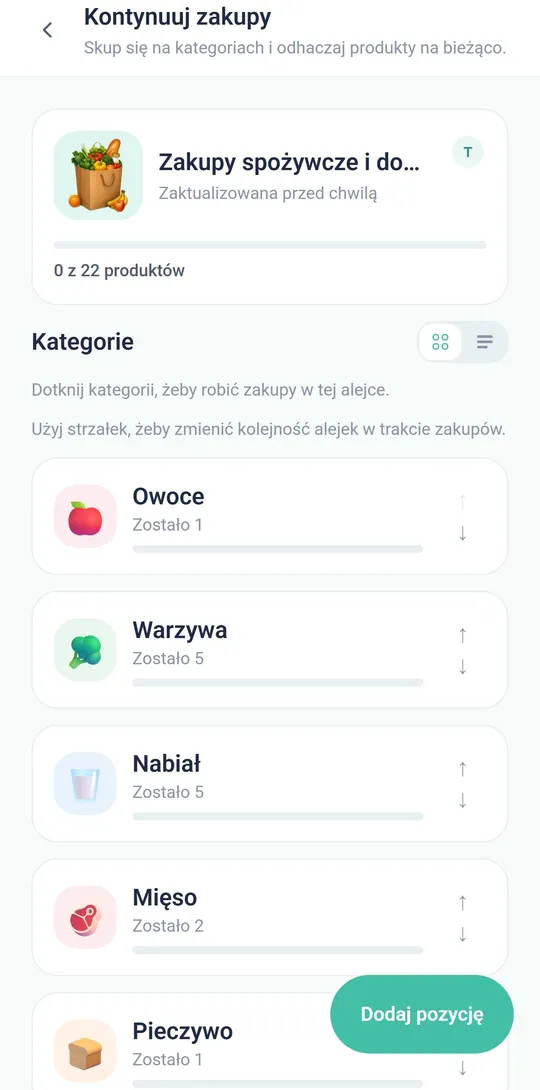 Kontynuuj zakupy
Skup się na kategoriach i odhaczaj produkty na bieżąco.
Zakupy spożywcze i do...
T
Zaktualizowana przed chwilą
0 z 22 produktów
Kategorie
Dotknij kategorii, żeby robić zakupy w tej alejce.
Użyj strzałek, żeby zmienić kolejność alejek w trakcie zakupów.
Owoce
Zostało 1
Warzywa
Zostało 5
Nabiał
Zostało 5
Mięso
Zostało 2
Dodaj pozycję
Pieczywo
Zostało 1